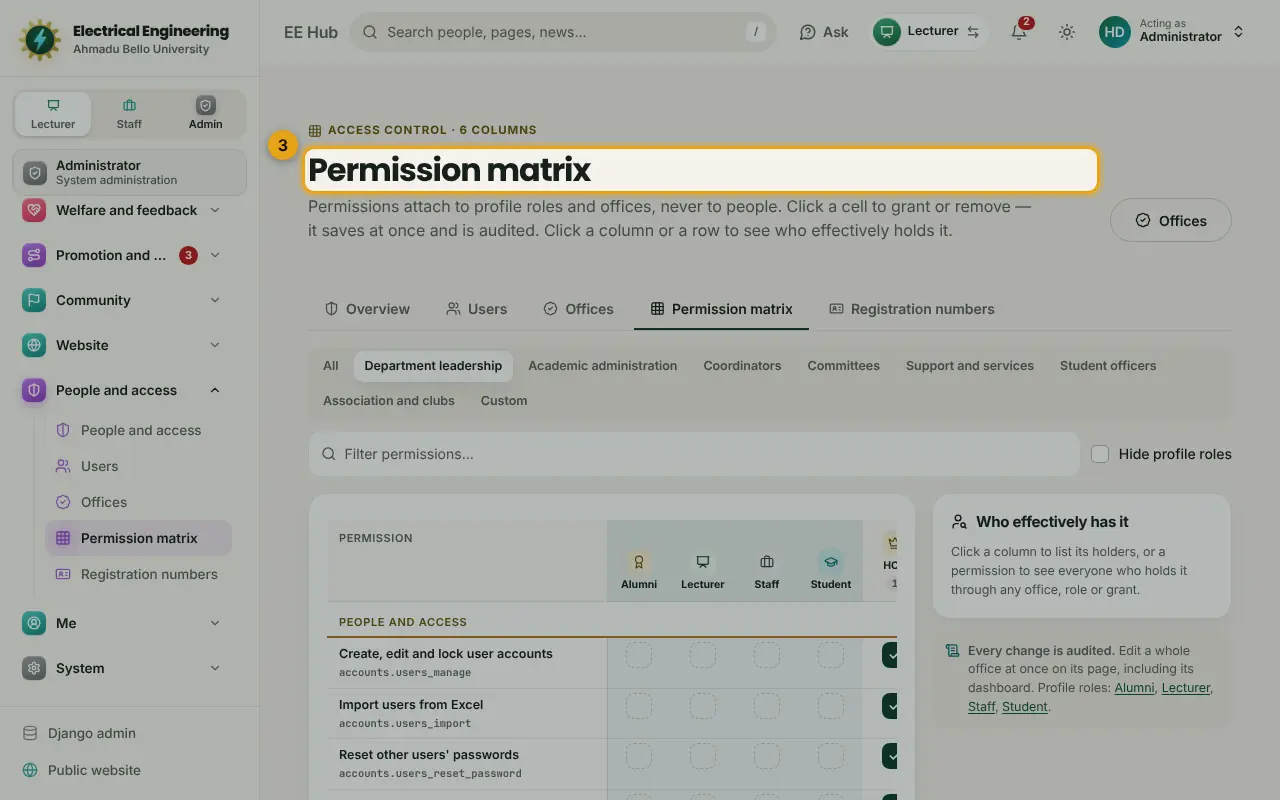 Electrical Engineering
Ahmadu Bello University
EE Hub
Search people, pages, news...
/
Ask
Lecturer
2
HD
Acting as
Administrator
Lecturer
Staff
Admin
Administrator
System administration
Welfare and feedback
Promotion and ...
3
Community
Website
People and access
People and access
Users
Offices
Permission matrix
Registration numbers
Me
System
Django admin
Public website
ACCESS CONTROL · 6 COLUMNS
3
Permission matrix
Permissions attach to profile roles and offices, never to people. Click a cell to grant or remove —
it saves at once and is audited. Click a column or a row to see who effectively holds it.
Offices
Overview
Users
Offices
Permission matrix
Registration numbers
All
Department leadership
Academic administration
Coordinators
Committees
Support and services
Student officers
Association and clubs
Custom
Filter permissions...
Hide profile roles
PERMISSION
Alumni
Lecturer
Staff
Student
PEOPLE AND ACCESS
Create, edit and lock user accounts
accounts.users_manage
Import users from Excel
accounts.users_import
Reset other users' passwords
accounts.users_reset_password
Who effectively has it
Click a column to list its holders, or a
permission to see everyone who holds it
through any office, role or grant.
Every change is audited. Edit a whole
office at once on its page, including its
dashboard. Profile roles: Alumni, Lecturer,
Staff, Student.